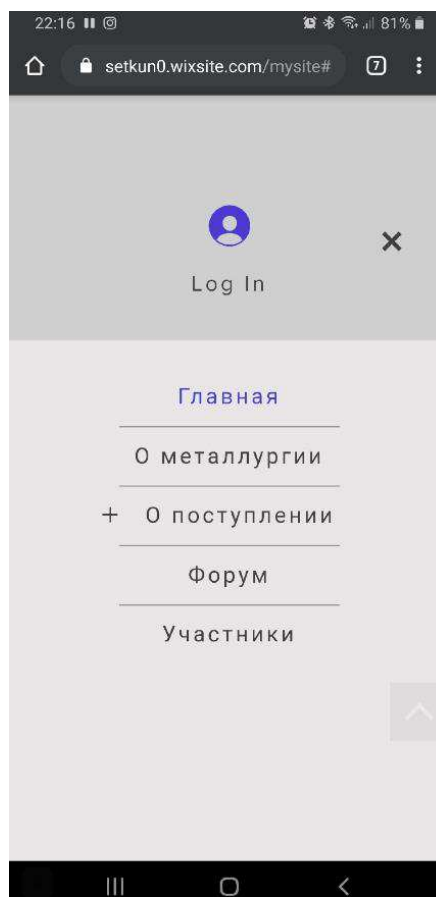 22:16
81%
setkun0.wixsite.com/mysite#
7
Log In
Главная
О металлургии
+ О поступлении
Форум
Участники